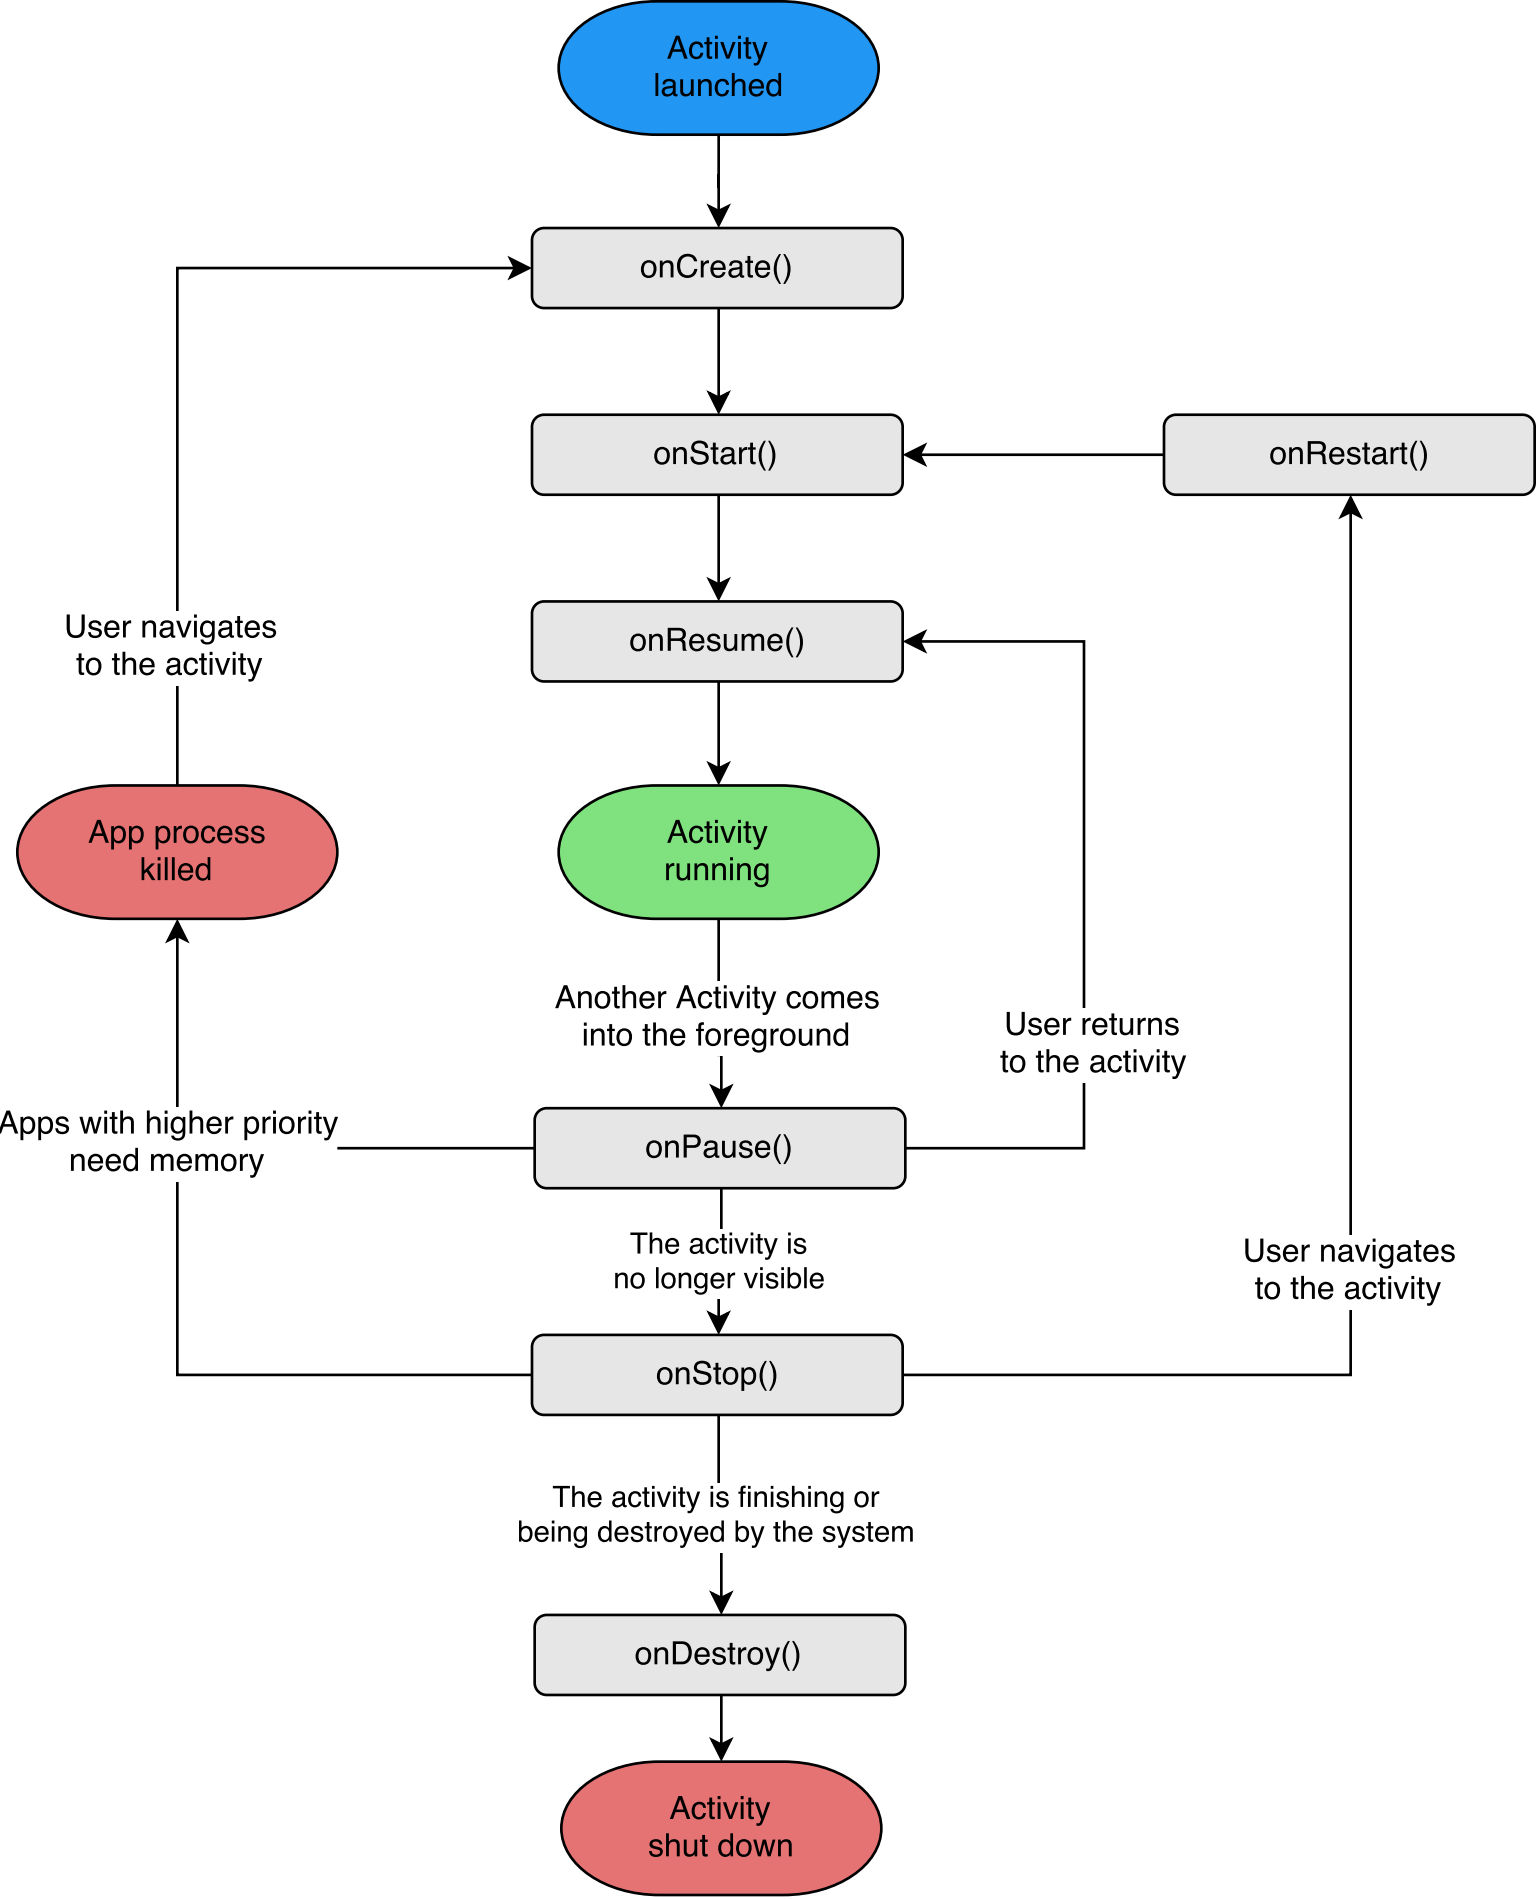 Activity
launched
onCreate()
onStart()
onRestart()
onResume()
User navigates
to the activity
App process
killed
Activity
running
Another Activity comes
into the foreground
User returns
to the activity
Apps with higher priority
need memory
onPause()
The activity is
no longer visible
User navigates
to the activity
onStop()
The activity is finishing or
being destroyed by the system
onDestroy()
Activity
shut down